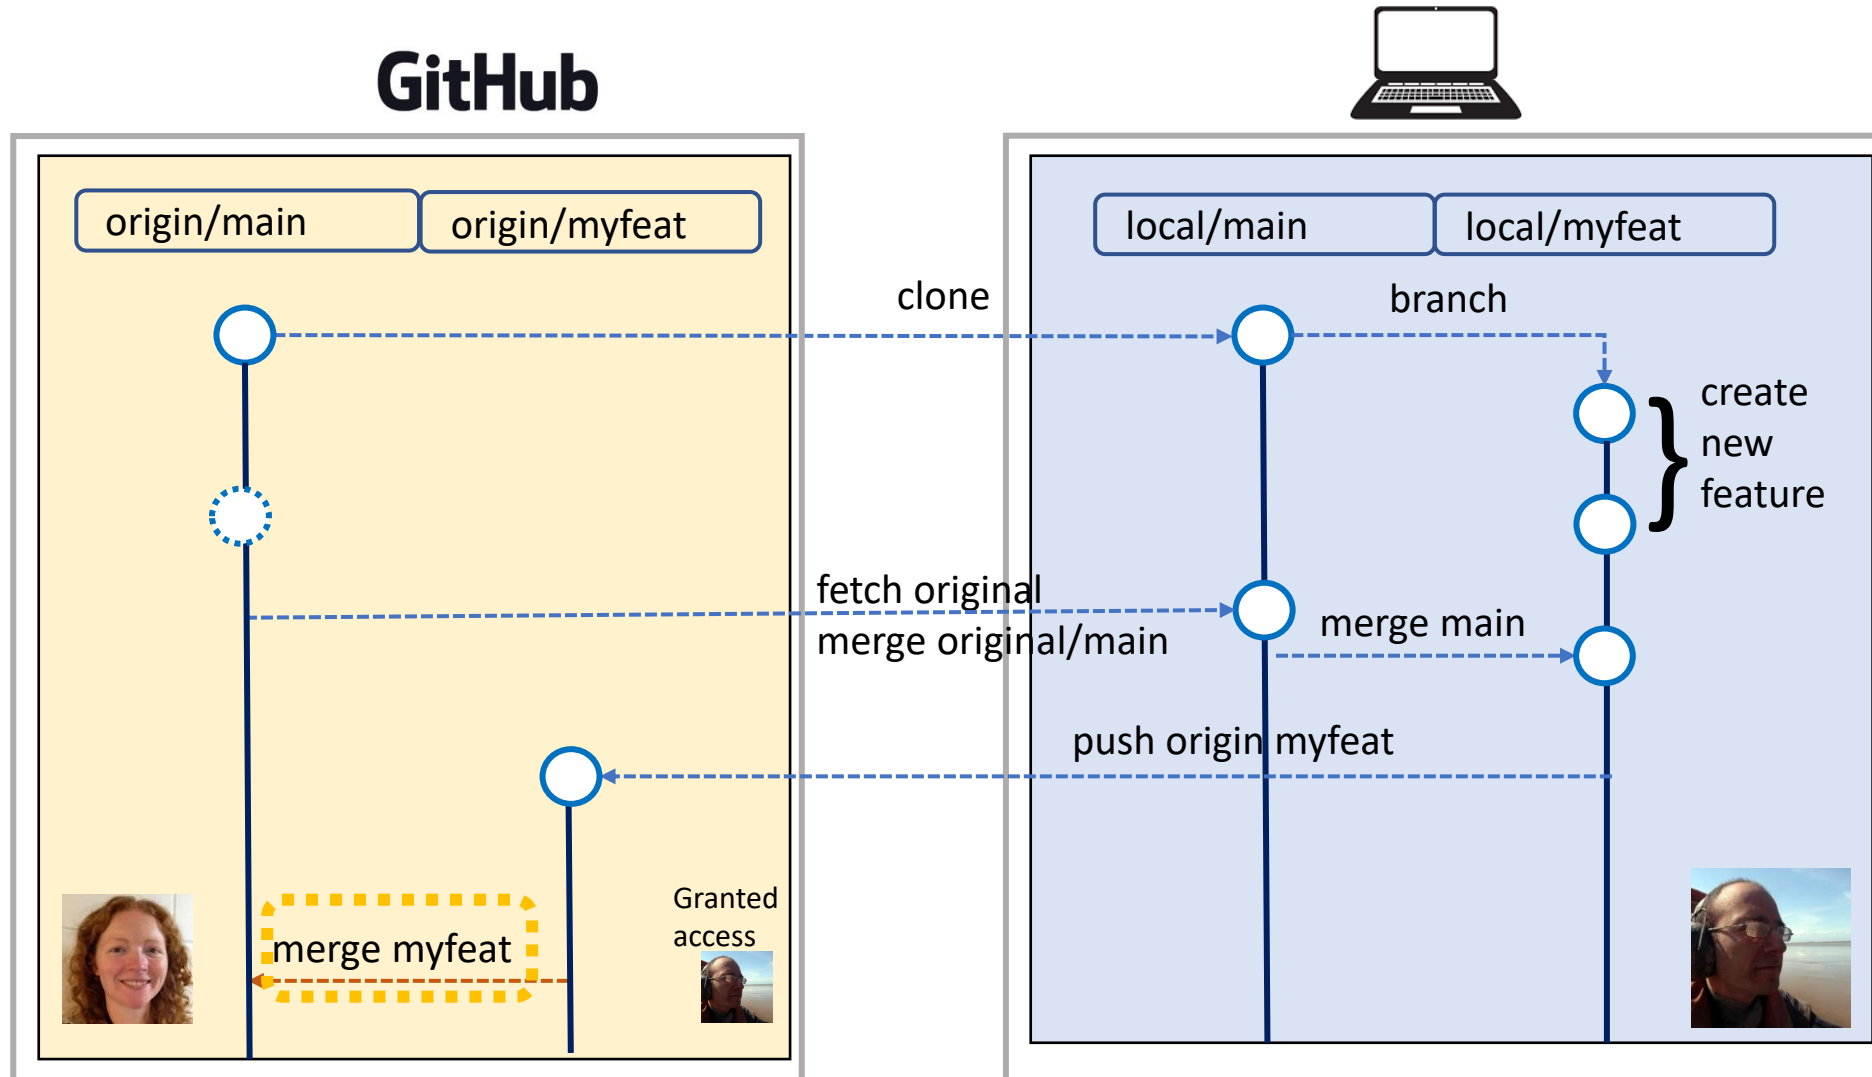 GitHub
origin/main
origin/myfeat
local/main
local/myfeat
clone
branch
create
new
feature
fetch original
merge original/main
merge main
push origin myfeat
Granted
access
merge myfeat
}